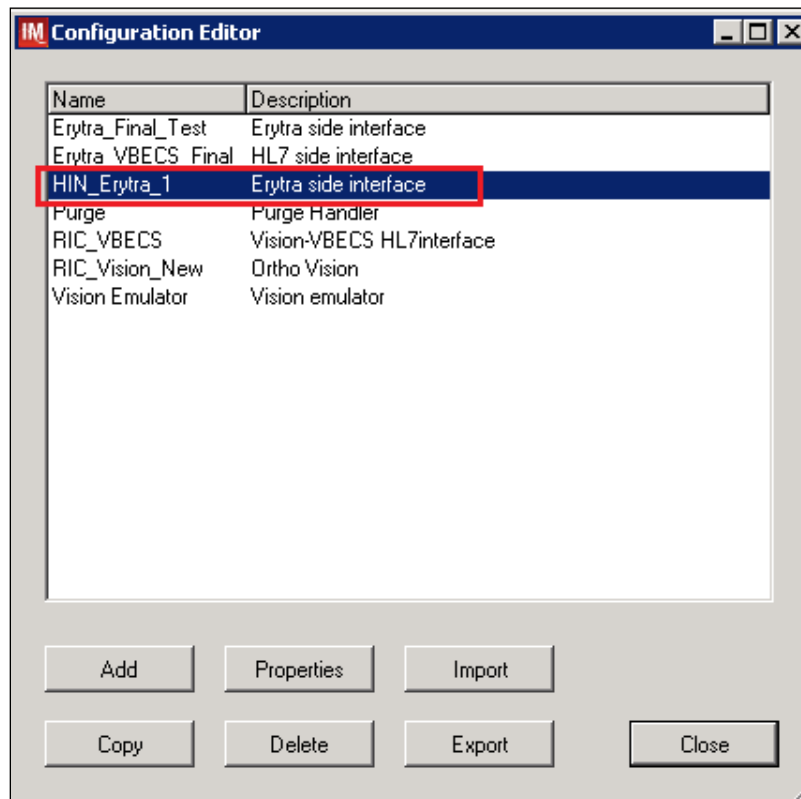 IM Configuration Editor
Name Description
Erytra_Final_Test Erytra side interface
Erytra_VBECS_Final HL7 side interface
HIN_Erytra_1 Erytra side interface
Purge Purge Handler
RIC_VBECS Vision-VBECS HL7interface
RIC_Vision_New Ortho Vision
Vision Emulator Vision emulator
Add Properties Import
Copy Delete Export Close